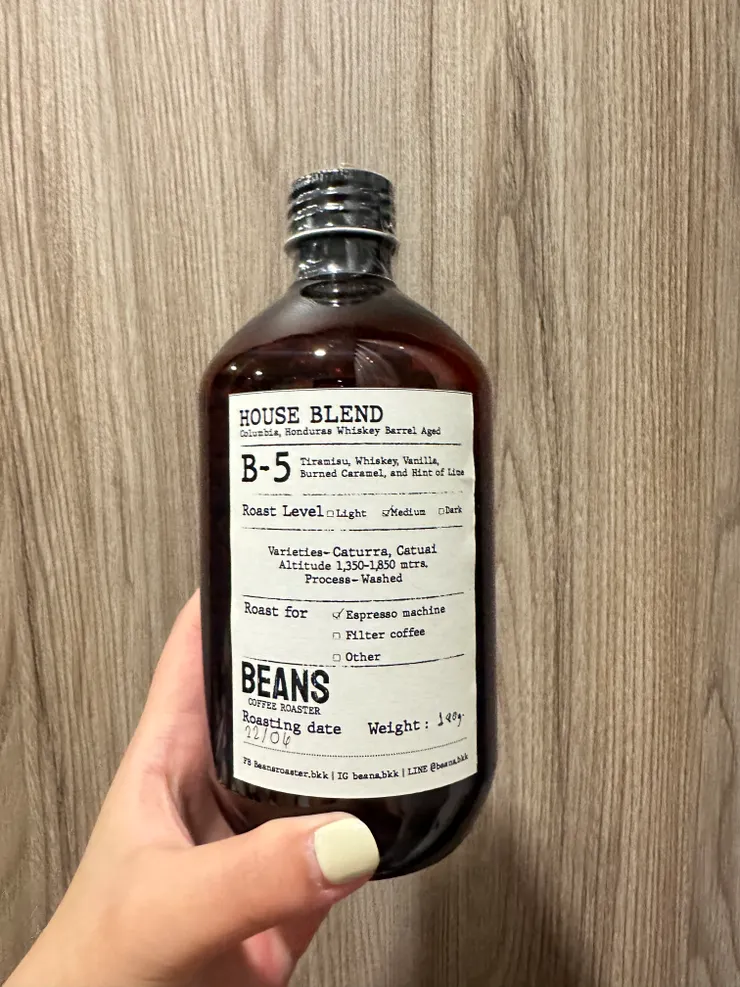 HOUSE BLEND
Columbia, Honduras Whiskey Barrel Aged
B-5
Tiramisu, Whiskey, Vanilla,
Burned Caramel, and Hint of Lime
Roast Level □Light ☑Medium □Dark
Varieties-Caturra, Catuai
Altitude 1,350-1,850 mtrs.
Process-Washed
Roast for ☑ Espresso machine
□ Filter coffee
□ Other
BEANS
COFFEE ROASTER
Roasting date Weight :
22/04
FB Beansroaster.bkk | IG beans.bkk | LINE @beans.bkk